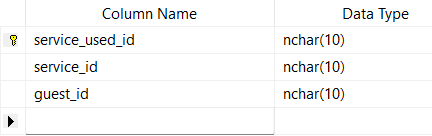 Column Name Data Type
service_used_id nchar(10)
service_id nchar(10)
guest_id nchar(10)